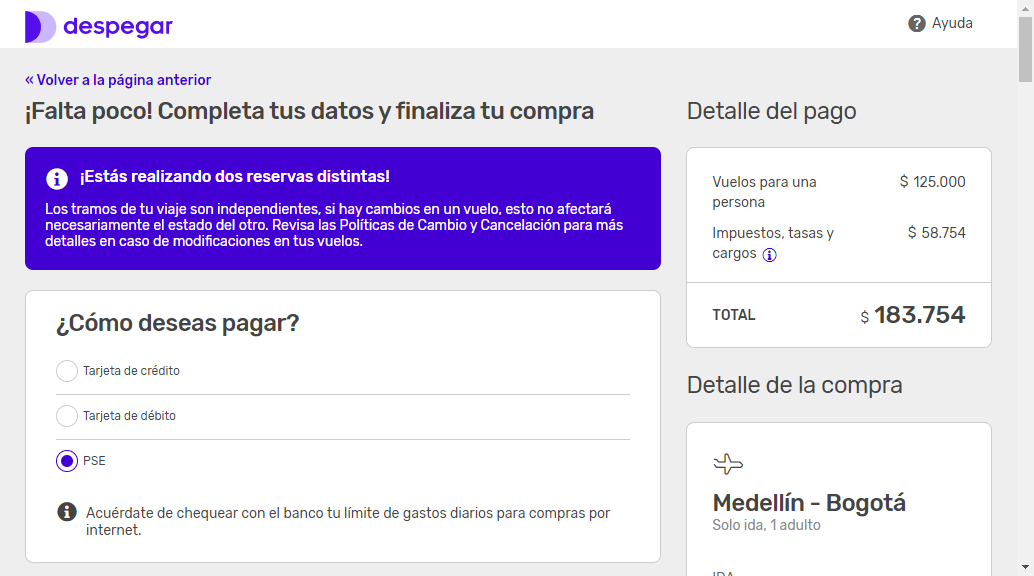 despegar
Ayuda
« Volver a la página anterior
¡Falta poco! Completa tus datos y finaliza tu compra
¡Estás realizando dos reservas distintas!
Los tramos de tu viaje son independientes, si hay cambios en un vuelo, esto no afectará
necesariamente el estado del otro. Revisa las Políticas de Cambio y Cancelación para más
detalles en caso de modificaciones en tus vuelos.
¿Cómo deseas pagar?
Tarjeta de crédito
Tarjeta de débito
PSE
Acuérdate de chequear con el banco tu límite de gastos diarios para compras por
internet.
Detalle del pago
Vuelos para una $ 125.000
persona
Impuestos, tasas y $ 58.754
cargos
TOTAL $ 183.754
Detalle de la compra
Medellín - Bogotá
Solo ida, 1 adulto
IDA